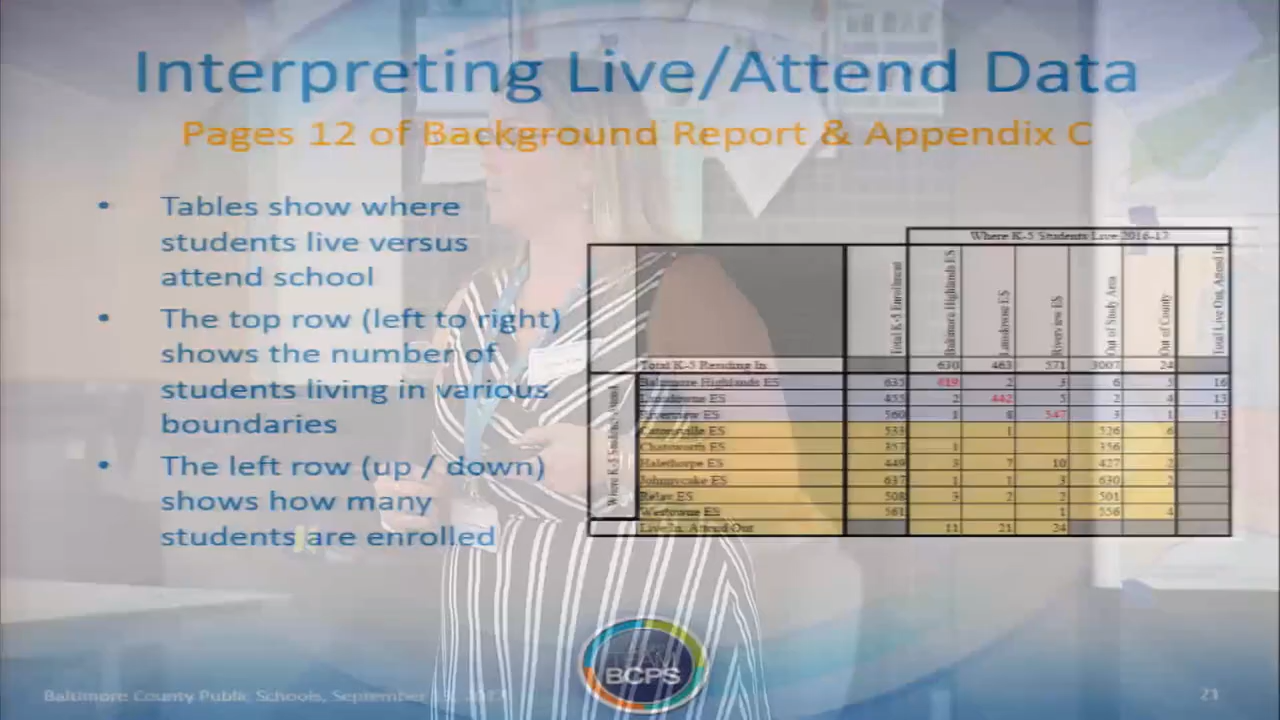 Interpreting Live/Attend Data
Pages 12 of Background Report & Appendix C
• Tables show where
students live versus
attend school
• The top row (left to right)
shows the number of
students living in various
boundaries
• The left row (up / down)
shows how many
students are enrolled
Where K-5 Students Live 2016-17
Total K-5 Enrollment
Baltimore Highlands ES
Lansdowne ES
Riverview ES
Out of Study Area
Out of County
Total Live Out, Attend In
Where K-5 Students Attend
Total K-5 Residing In 630 463 571 3007 24
Baltimore Highlands ES 635 619 2 3 6 5 16
Lansdowne ES 455 2 442 5 2 4 13
Riverview ES 560 1 8 547 3 1 13
Catonsville ES 533 1 526 6
Chatsworth ES 357 1 356
Halethorpe ES 449 3 7 10 427 2
Johnnycake ES 637 1 1 3 630 2
Relay ES 508 3 2 2 501
Westowne ES 561 1 556 4
Live In, Attend Out 11 21 24
TEAM
BCPS
Baltimore County Public Schools, September
21